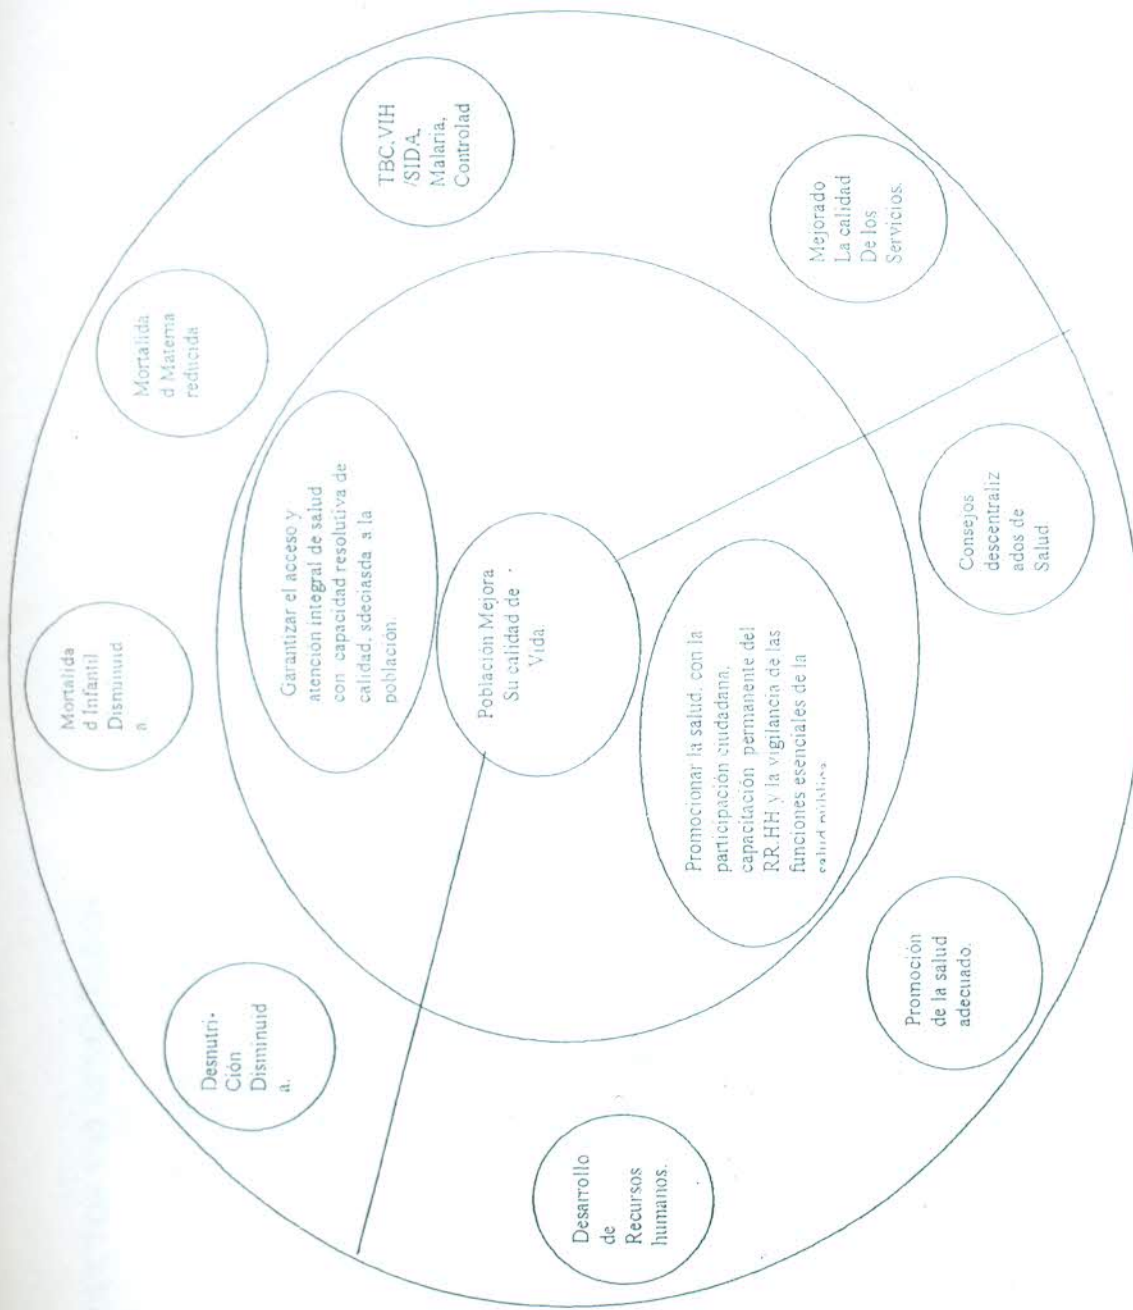 Desnutri-
Ción
Disminuid
a.
Mortalida
d Infantil
Disminuid
a
Mortalida
d Materna
reducida
TBC.VIH
/SIDA.
Malaria,
Controlad
Garantizar el acceso y
atención integral de salud
con capacidad resolutiva de
calidad. sdeciasda a la
población.
Población Mejora
Su calidad de
Vida.
Mejorado
La calidad
De los
Servicios.
Promocionar la salud, con la
participación ciudadana,
capacitación permanente del
RR.HH y la vigilancia de las
funciones esenciales de la
salud pública
Desarrollo
de
Recursos
humanos.
Promoción
de la salud
adecuado.
Consejos
descentraliz
ados de
Salud.